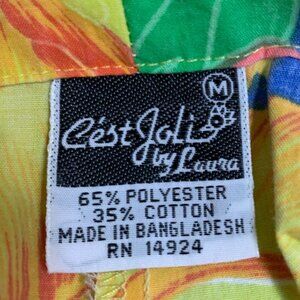 M
C'est Joli
by Laura
65% POLYESTER
35% COTTON
MADE IN BANGLADESH
RN 14924